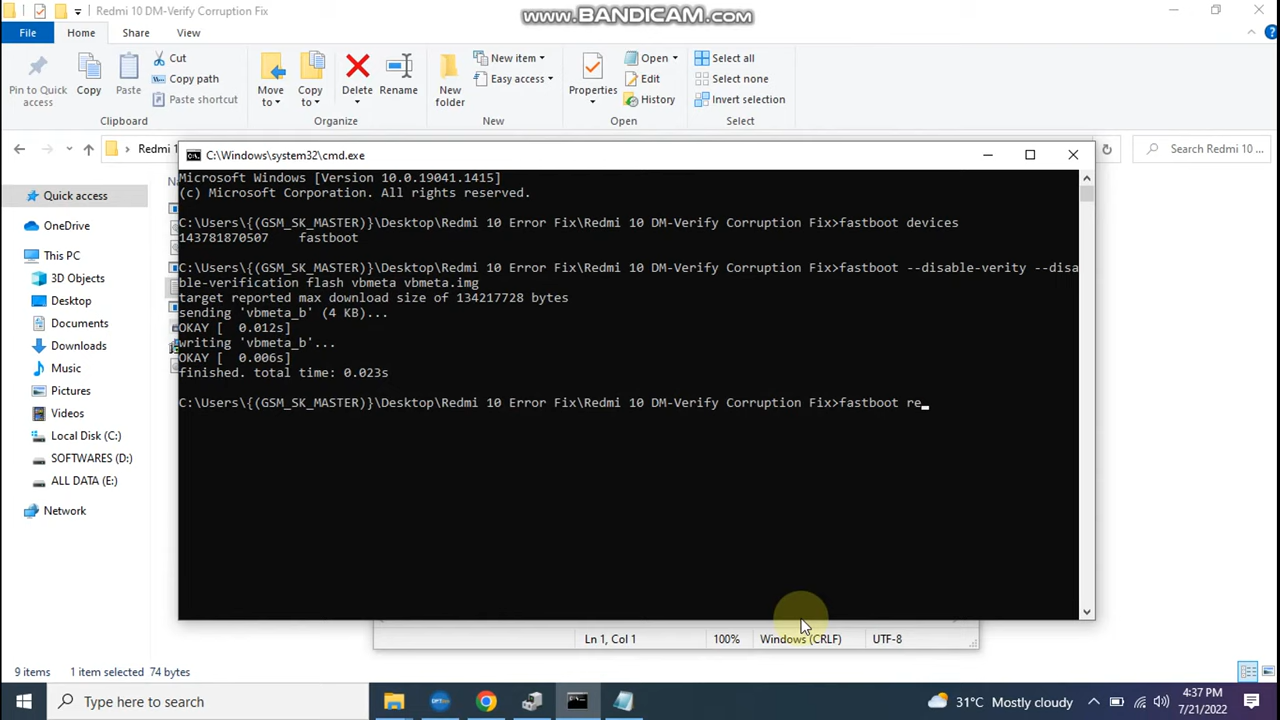 Redmi 10 DM-Verify Corruption Fix
www.BANDICAM.com
File
Home
Share
View
Pin to Quick
access
Copy
Paste
Cut
Copy path
Paste shortcut
Clipboard
Move
to
Copy
to
Delete
Rename
Organize
New
folder
New item
Easy access
New
Properties
Open
Edit
History
Open
Select all
Select none
Invert selection
Select
Redmi 1
Search Redmi 10 ...
Quick access
OneDrive
This PC
3D Objects
Desktop
Documents
Downloads
Music
Pictures
Videos
Local Disk (C:)
SOFTWARES (D:)
ALL DATA (E:)
Network
C:\Windows\system32\cmd.exe
Microsoft Windows [Version 10.0.19041.1415]
(c) Microsoft Corporation. All rights reserved.
C:\Users\{(GSM_SK_MASTER)}\Desktop\Redmi 10 Error Fix\Redmi 10 DM-Verify Corruption Fix>fastboot devices
143781870507    fastboot
C:\Users\{(GSM_SK_MASTER)}\Desktop\Redmi 10 Error Fix\Redmi 10 DM-Verify Corruption Fix>fastboot --disable-verity --disa
ble-verification flash vbmeta vbmeta.img
target reported max download size of 134217728 bytes
sending 'vbmeta_b' (4 KB)...
OKAY [  0.012s]
writing 'vbmeta_b'...
OKAY [  0.006s]
finished. total time: 0.023s
C:\Users\{(GSM_SK_MASTER)}\Desktop\Redmi 10 Error Fix\Redmi 10 DM-Verify Corruption Fix>fastboot re_
Ln 1, Col 1
100%
Windows (CRLF)
UTF-8
9 items
1 item selected 74 bytes
Type here to search
31°C Mostly cloudy
4:37 PM
7/21/2022